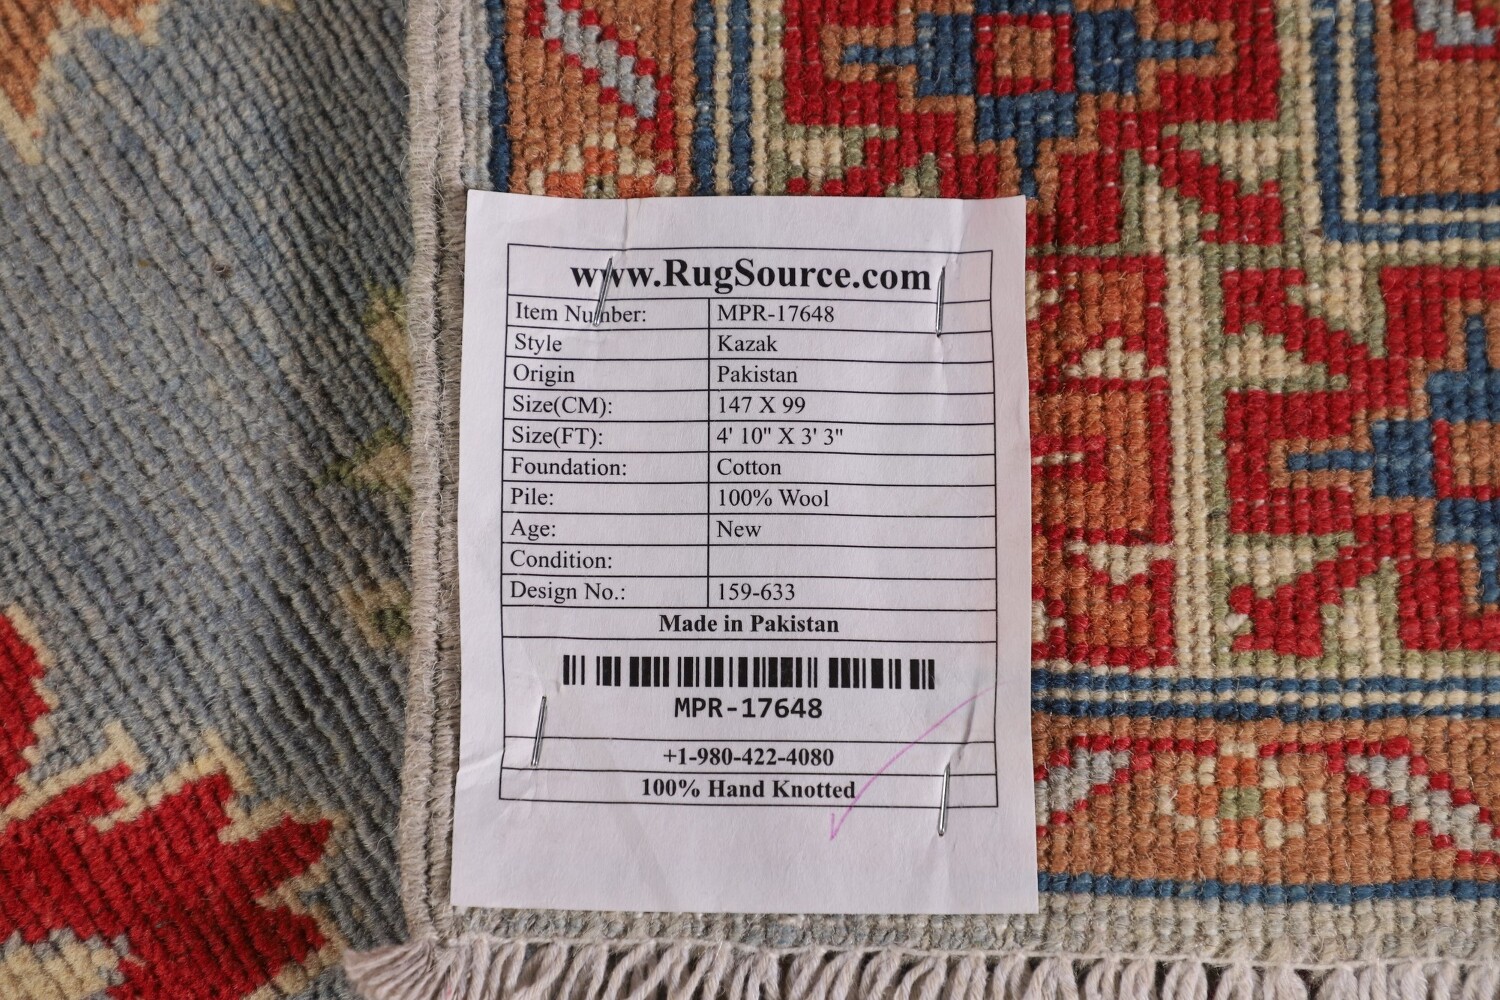 www.RugSource.com
Item Number: MPR-17648
Style Kazak
Origin Pakistan
Size(CM): 147 X 99
Size(FT): 4' 10" X 3' 3"
Foundation: Cotton
Pile: 100% Wool
Age: New
Condition:
Design No.: 159-633
Made in Pakistan
MPR-17648
+1-980-422-4080
100% Hand Knotted